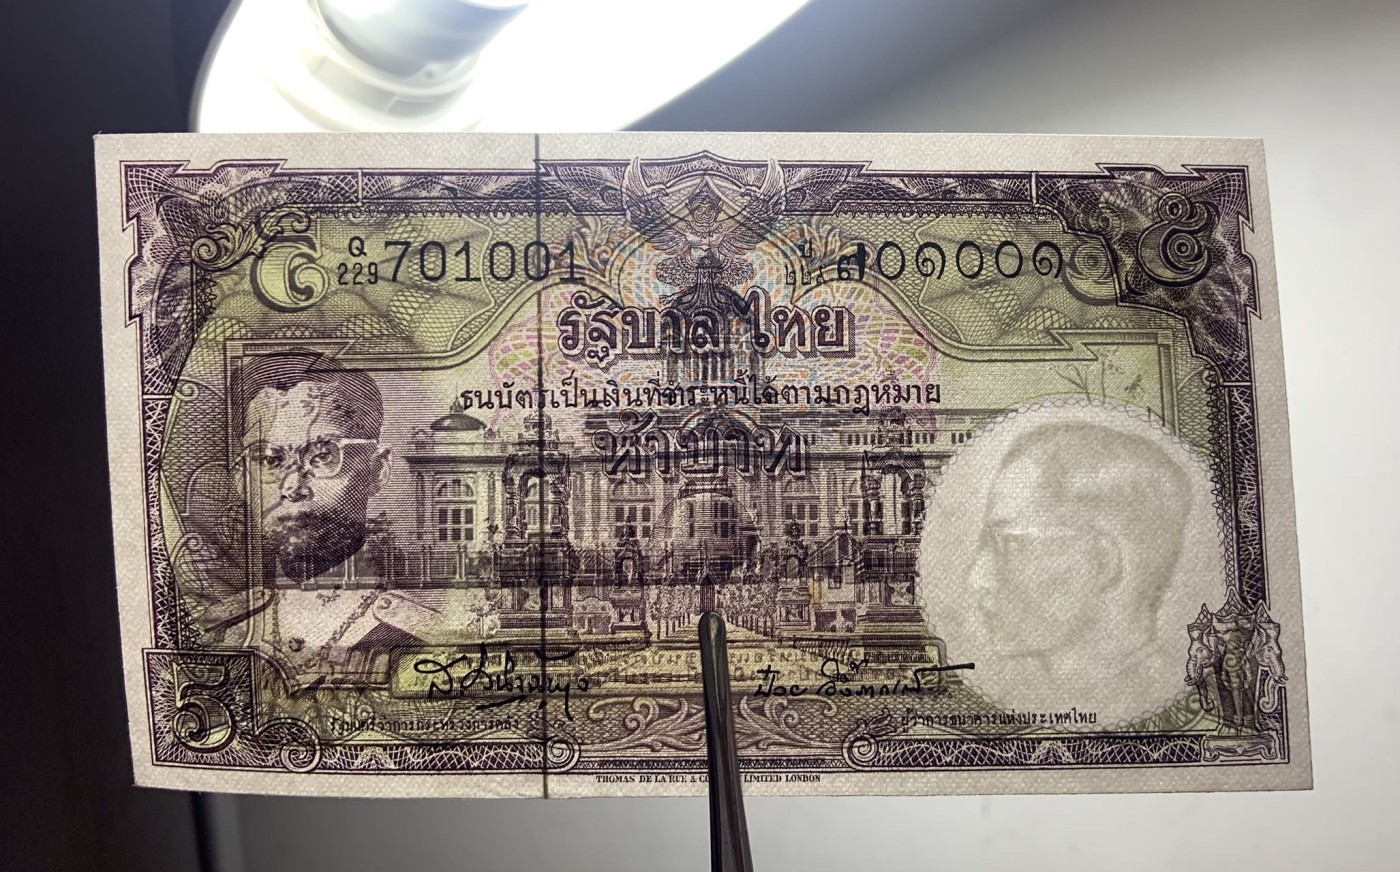 ๕
๕
Q
229
701001
ป
๒๒๙
๗๐๑๐๐๑
รัฐบาลไทย
ธนบัตร์เป็นเงินที่ชำระหนี้ได้ตามกฎหมาย
ห้าบาท
5
รัฐมนตรีว่าการกระทรวงการคลัง
ผู้ว่าการธนาคารแห่งประเทศไทย
THOMAS DE LA RUE & LIMITED LONDON